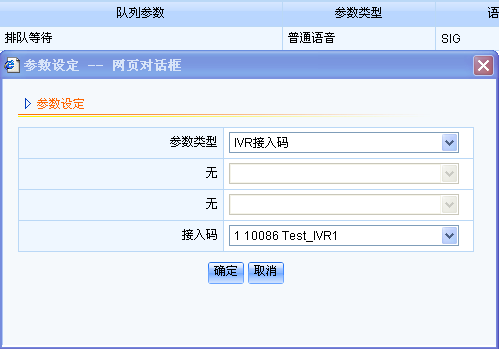 队列参数 参数类型 语
排队等待 普通语音 SIG
参数设定 -- 网页对话框
参数设定
参数类型 IVR接入码
无
无
接入码 1 10086 Test_IVR1
确定 取消